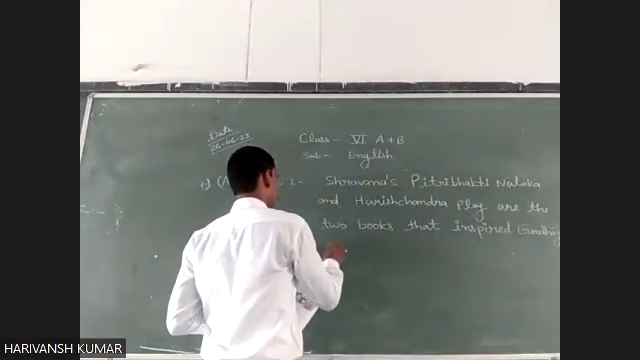 Date
26-06-23
Class - VI A+B
Sub - English
Shravana's Pitribhakti Nataka
and Harishchandra Play are the
two books that inspired Gandhij
HARIVANSH KUMAR